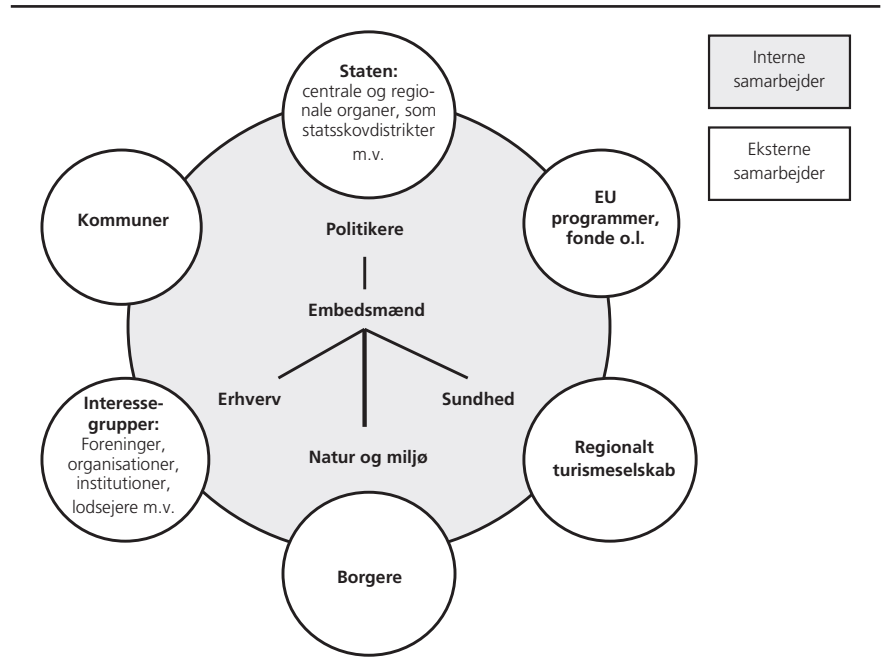 Staten:
centrale og regio-
nale organer, som
statsskovdistrikter
m.v.
Interne
samarbejder
Eksterne
samarbejder
Kommuner
EU
programmer,
fonde o.l.
Politikere
Embedsmænd
Erhverv
Sundhed
Natur og miljø
Interesse-
grupper:
Foreninger,
organisationer,
institutioner,
lodsejere m.v.
Regionalt
turismeselskab
Borgere